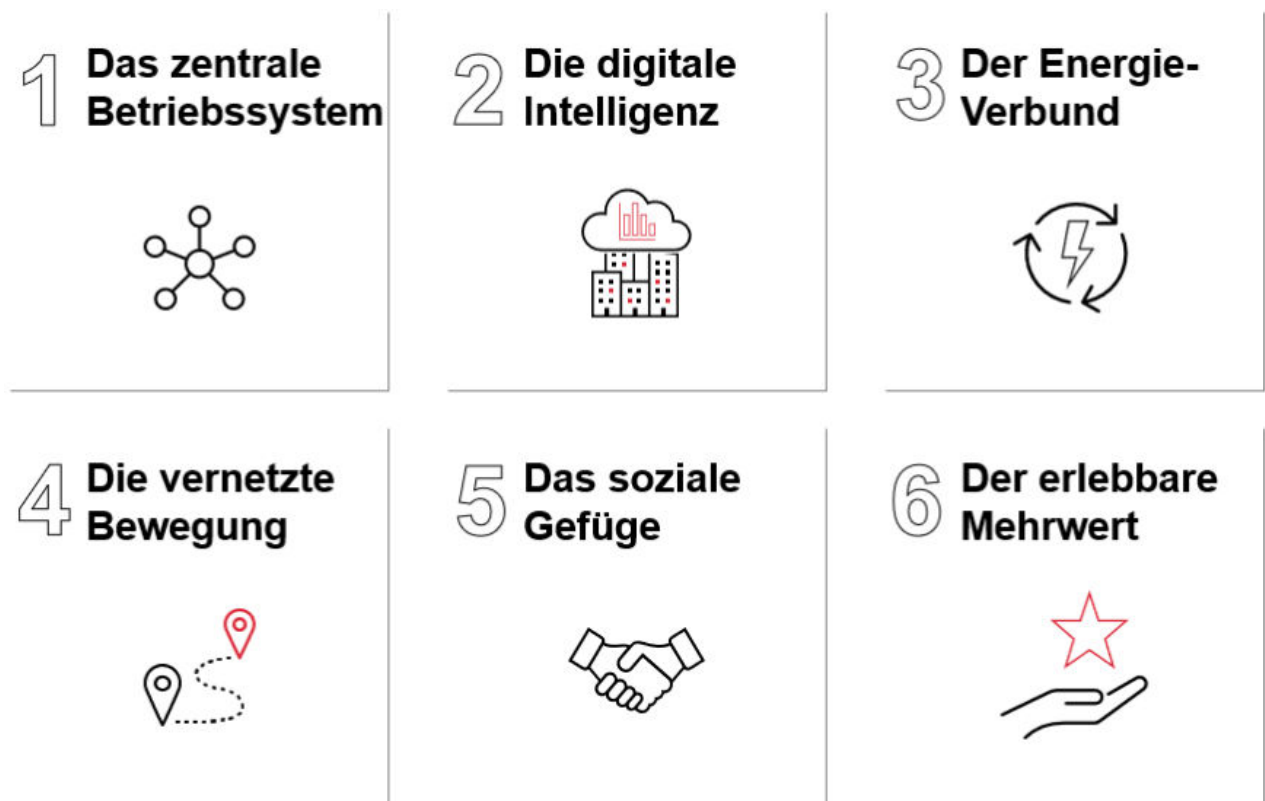 1 Das zentrale
Betriebssystem
2 Die digitale
Intelligenz
3 Der Energie-
Verbund
4 Die vernetzte
Bewegung
5 Das soziale
Gefüge
6 Der erlebbare
Mehrwert